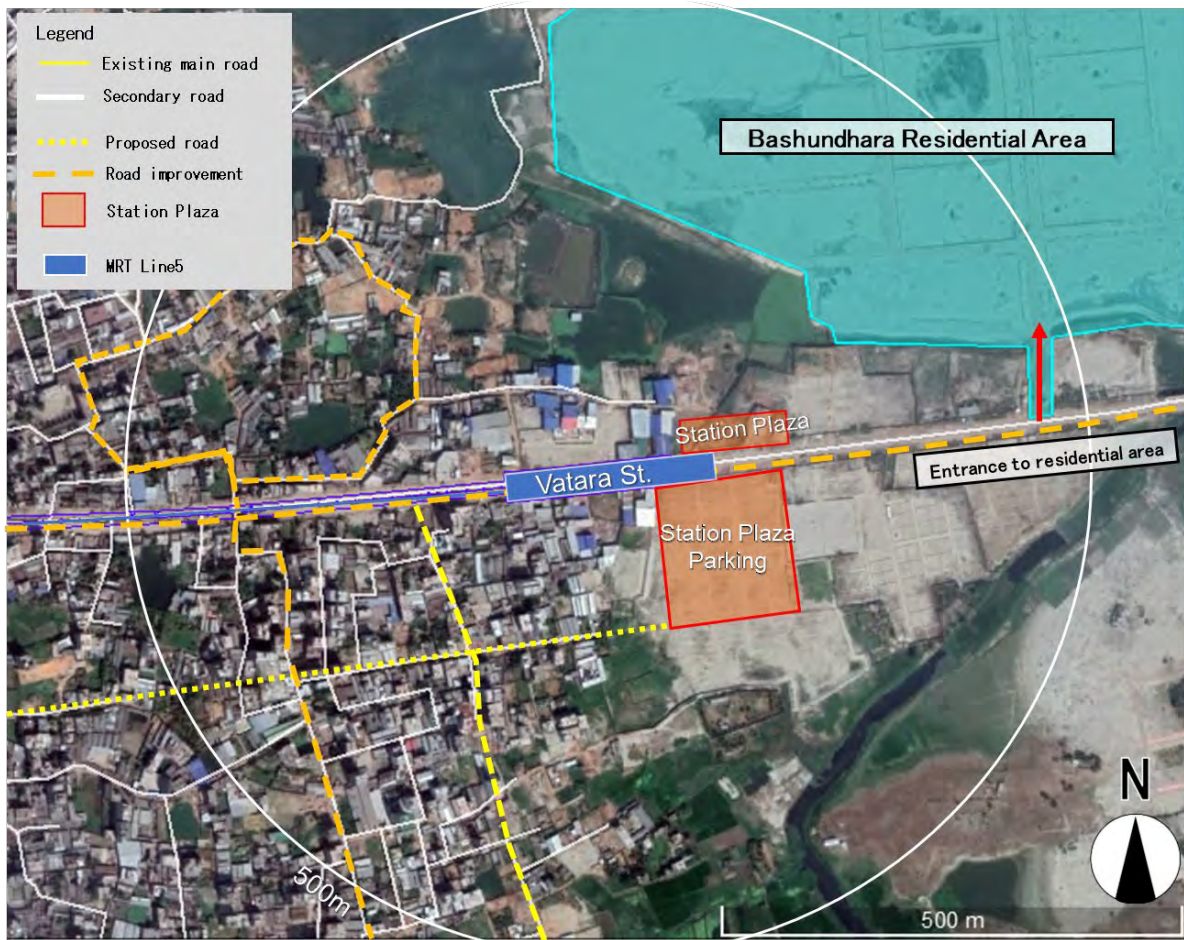 Legend
Existing main road
Secondary road
Proposed road
Road improvement
Station Plaza
MRT Line5
Bashundhara Residential Area
Station Plaza
Entrance to residential area
Vatara St.
Station Plaza
Parking
N
500m
500 m